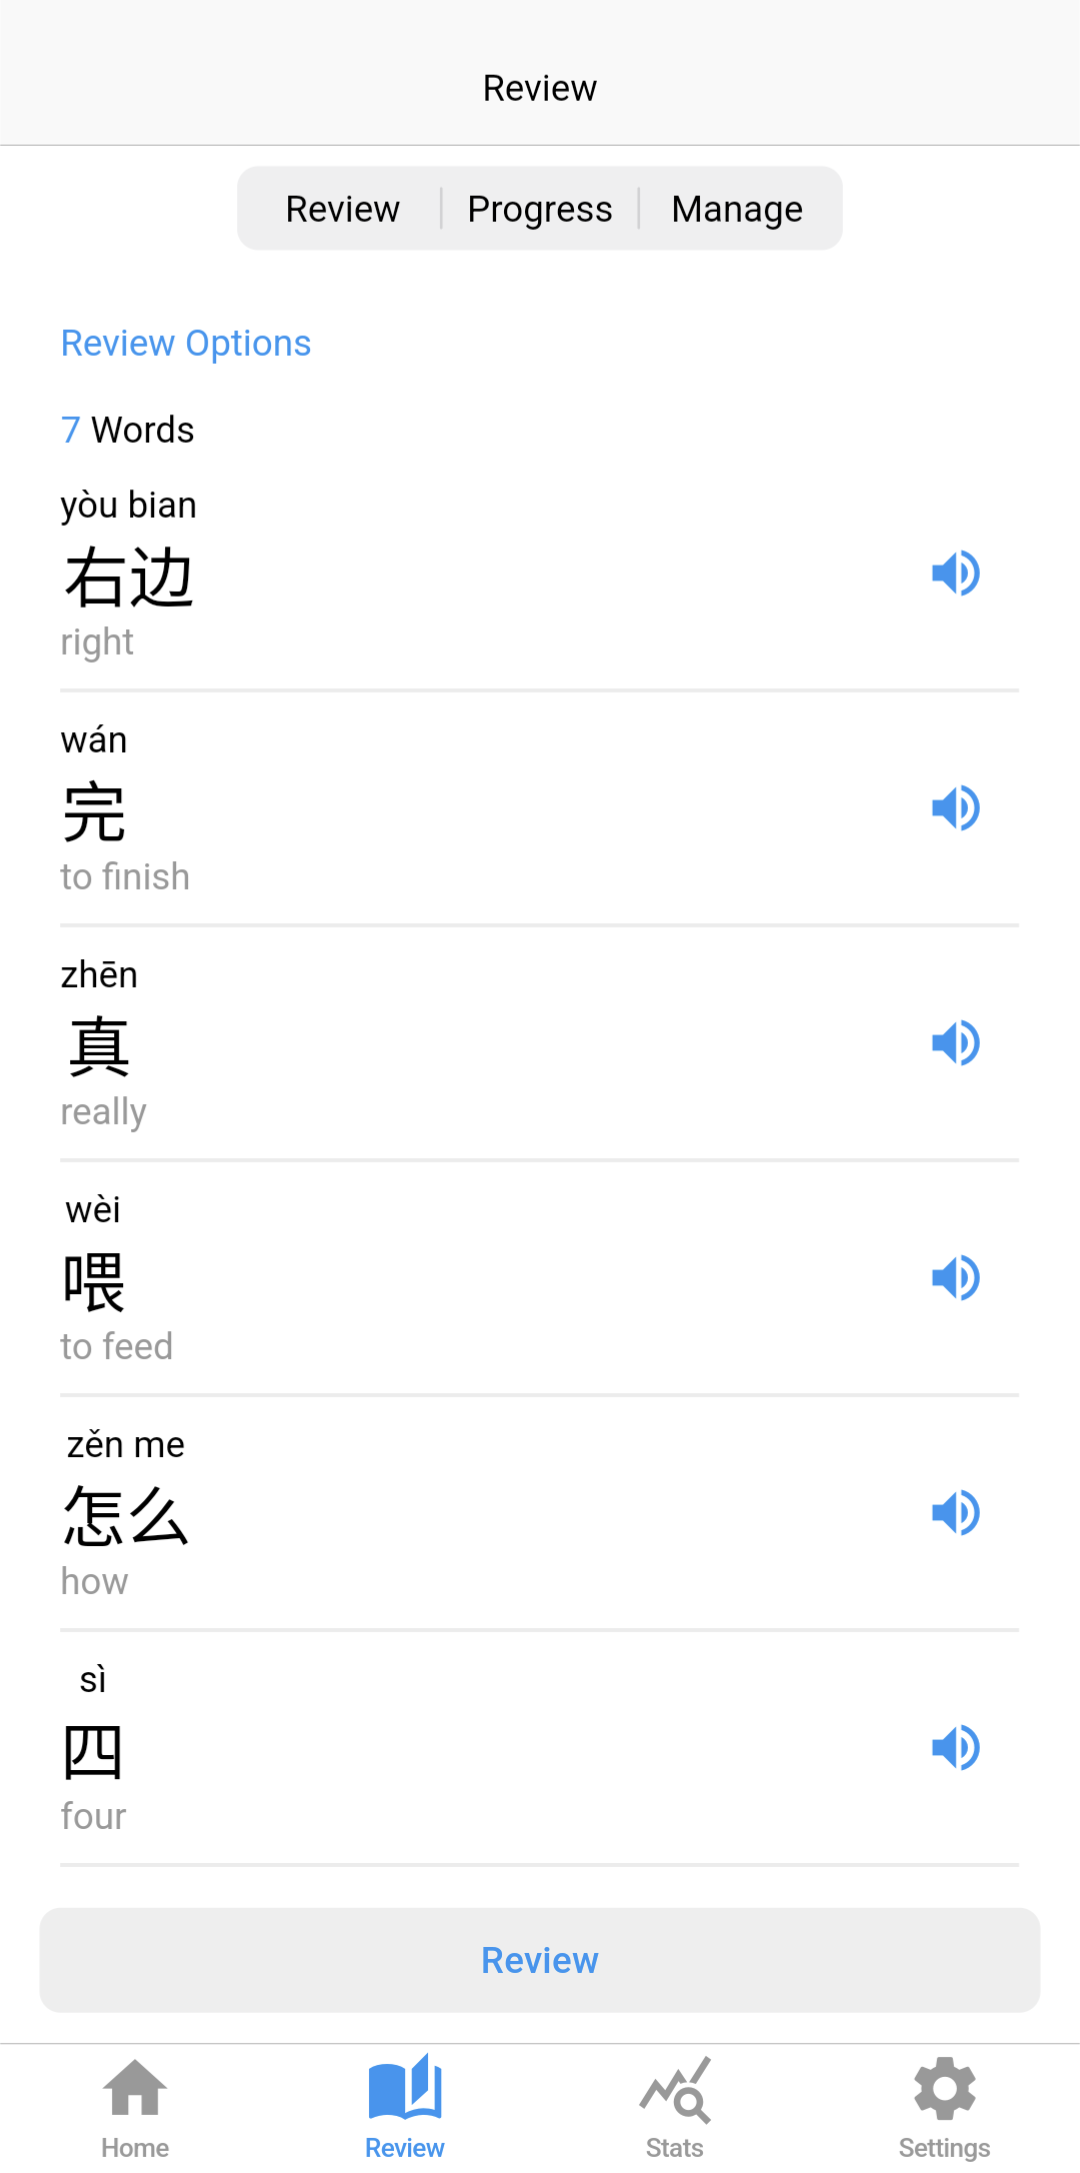 Review
Review Progress Manage
Review Options
7 Words
yòu bian
右边
right
wán
完
to finish
zhēn
真
really
wèi
喂
to feed
zěn me
怎么
how
sì
四
four
Review
Home Review Stats Settings